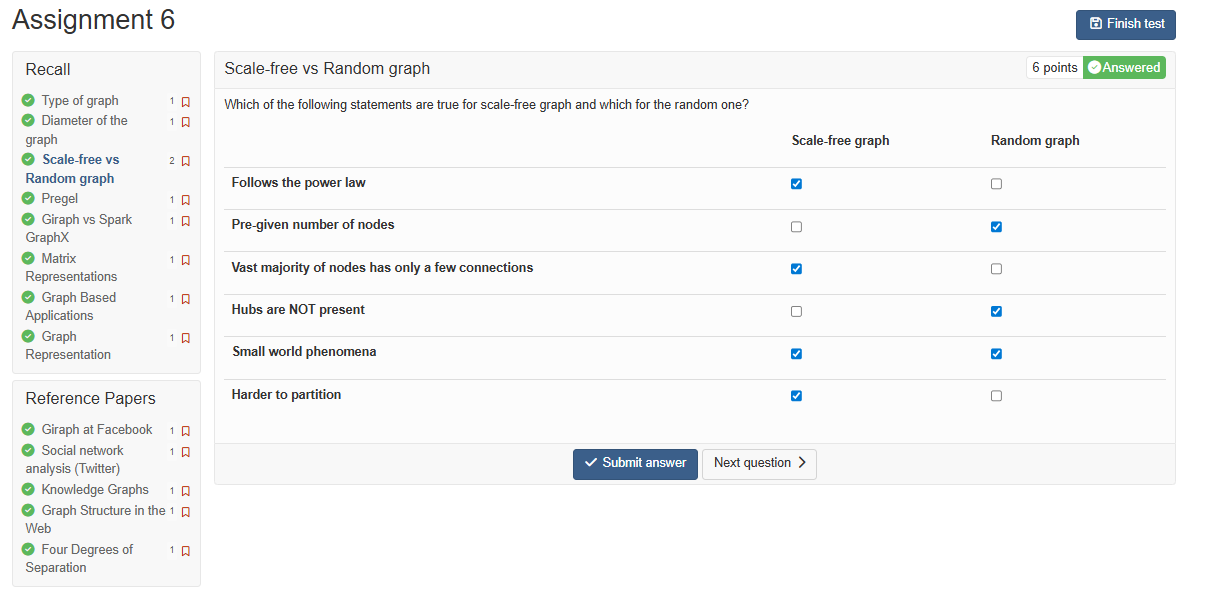 Assignment 6
Finish test
Recall
Type of graph 1
Diameter of the 1
graph
Scale-free vs 2
Random graph
Pregel 1
Giraph vs Spark 1
GraphX
Matrix 1
Representations
Graph Based 1
Applications
Graph 1
Representation
Reference Papers
Giraph at Facebook 1
Social network 1
analysis (Twitter)
Knowledge Graphs 1
Graph Structure in the 1
Web
Four Degrees of 1
Separation
Scale-free vs Random graph
6 points Answered
Which of the following statements are true for scale-free graph and which for the random one?
Scale-free graph Random graph
Follows the power law
Pre-given number of nodes
Vast majority of nodes has only a few connections
Hubs are NOT present
Small world phenomena
Harder to partition
Submit answer Next question